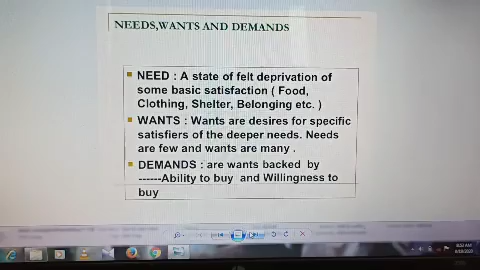 NEEDS,WANTS AND DEMANDS
NEED : A state of felt deprivation of
some basic satisfaction ( Food,
Clothing, Shelter, Belonging etc. )
WANTS : Wants are desires for specific
satisfiers of the deeper needs. Needs
are few and wants are many .
DEMANDS : are wants backed by
------Ability to buy and Willingness to
buy